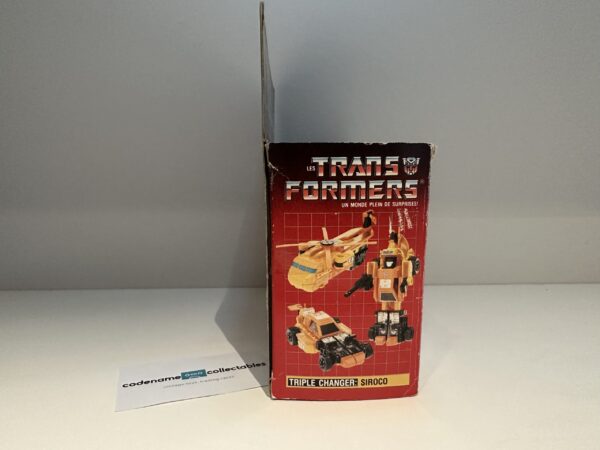 LES TRANS
FORMERS
UN MONDE PLEIN DE SURPRISES!
TRIPLE CHANGER: SIROCO
codename collectables